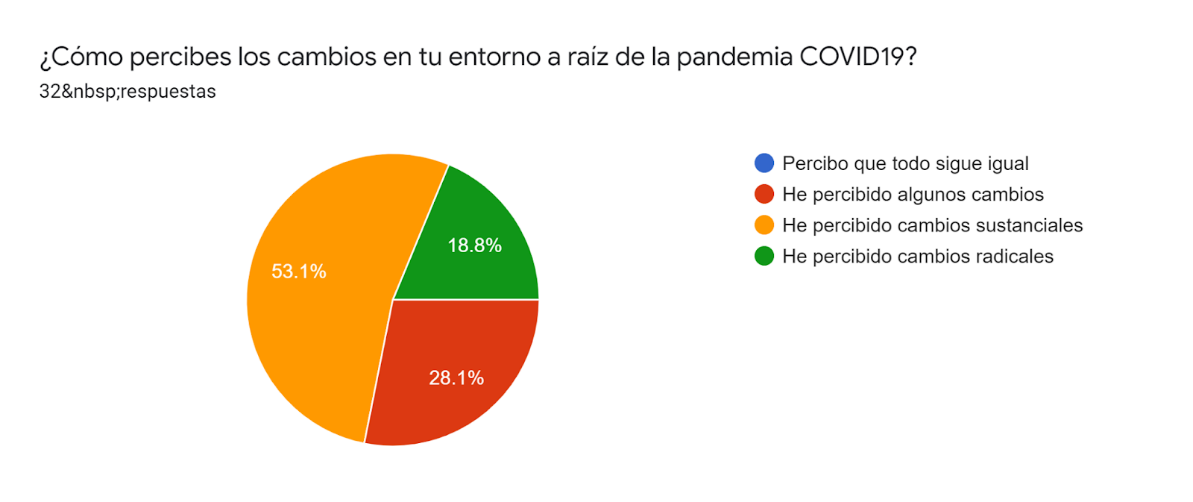 ¿Cómo percibes los cambios en tu entorno a raíz de la pandemia COVID19?
32&nbsp;respuestas
Percibo que todo sigue igual
He percibido algunos cambios
He percibido cambios sustanciales
He percibido cambios radicales
18.8%
53.1%
28.1%